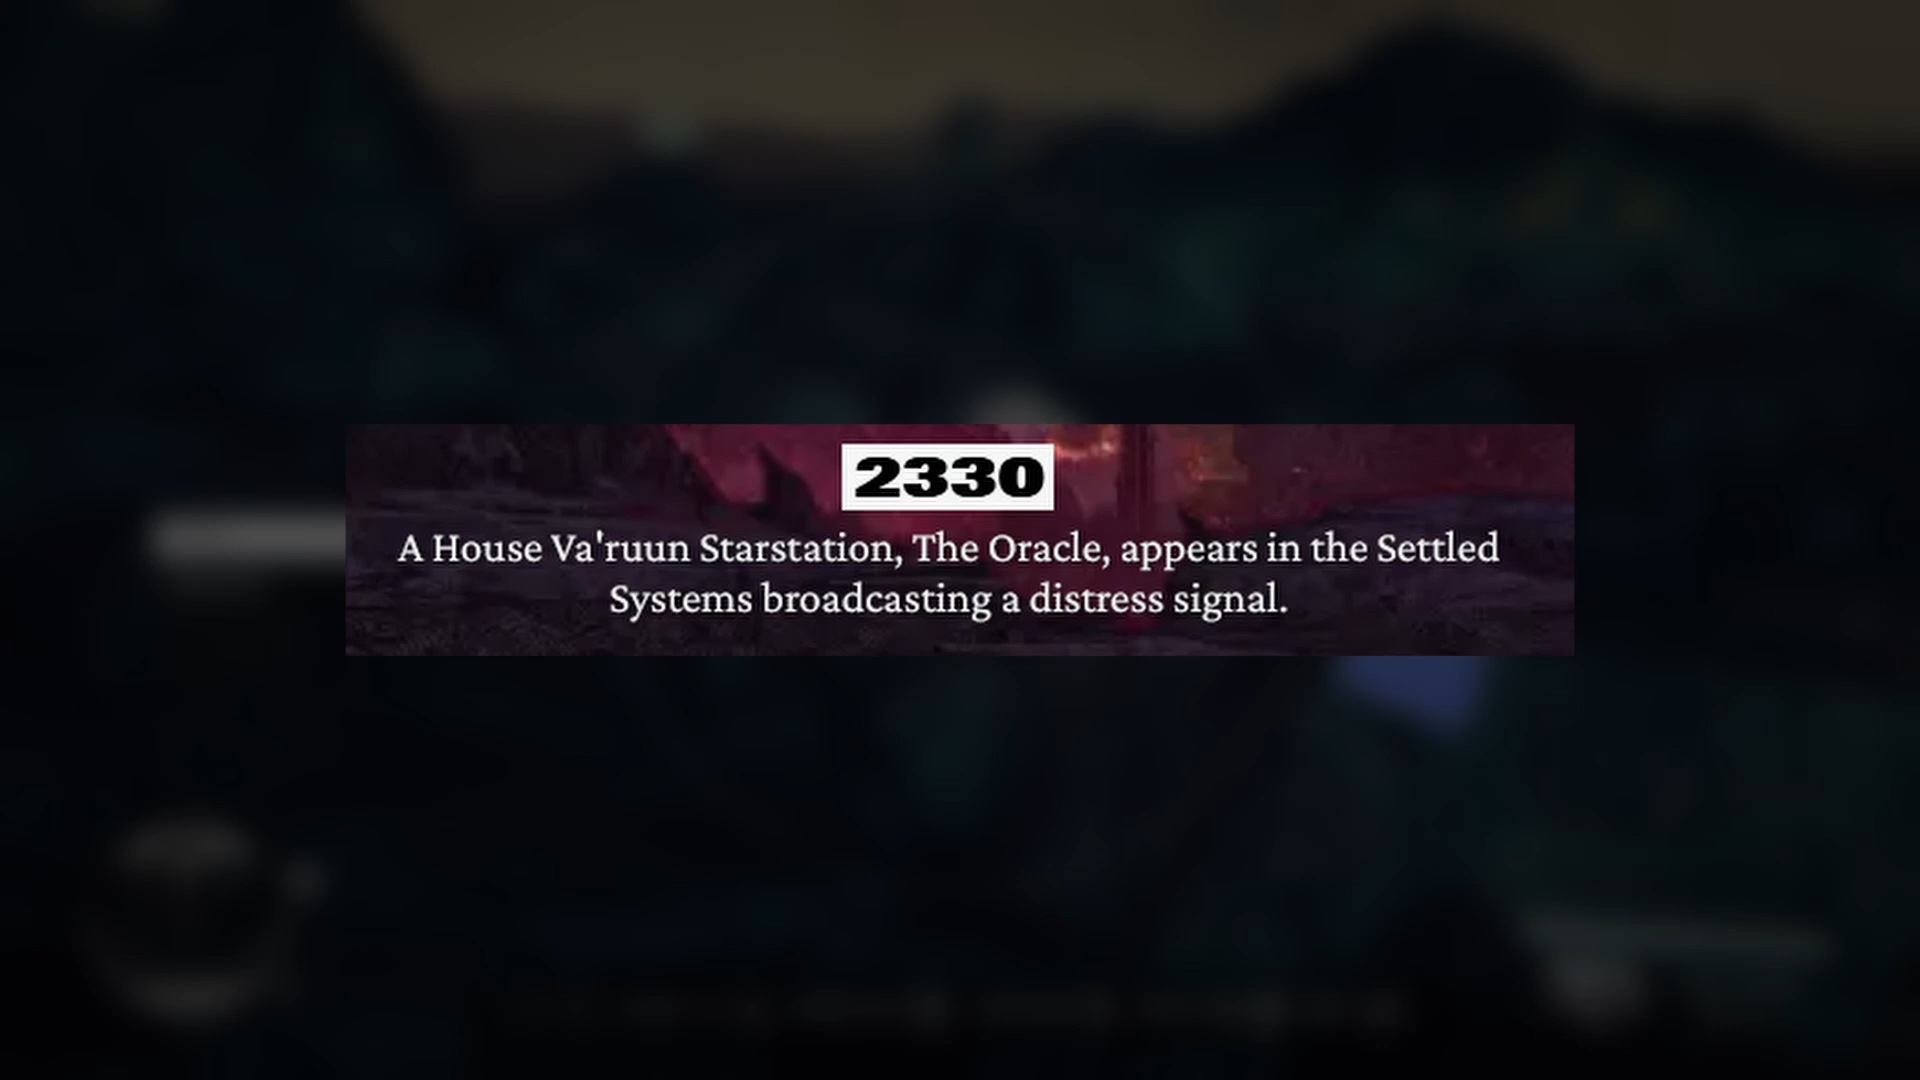 2330
A House Va'ruun Starstation, The Oracle, appears in the Settled
Systems broadcasting a distress signal.